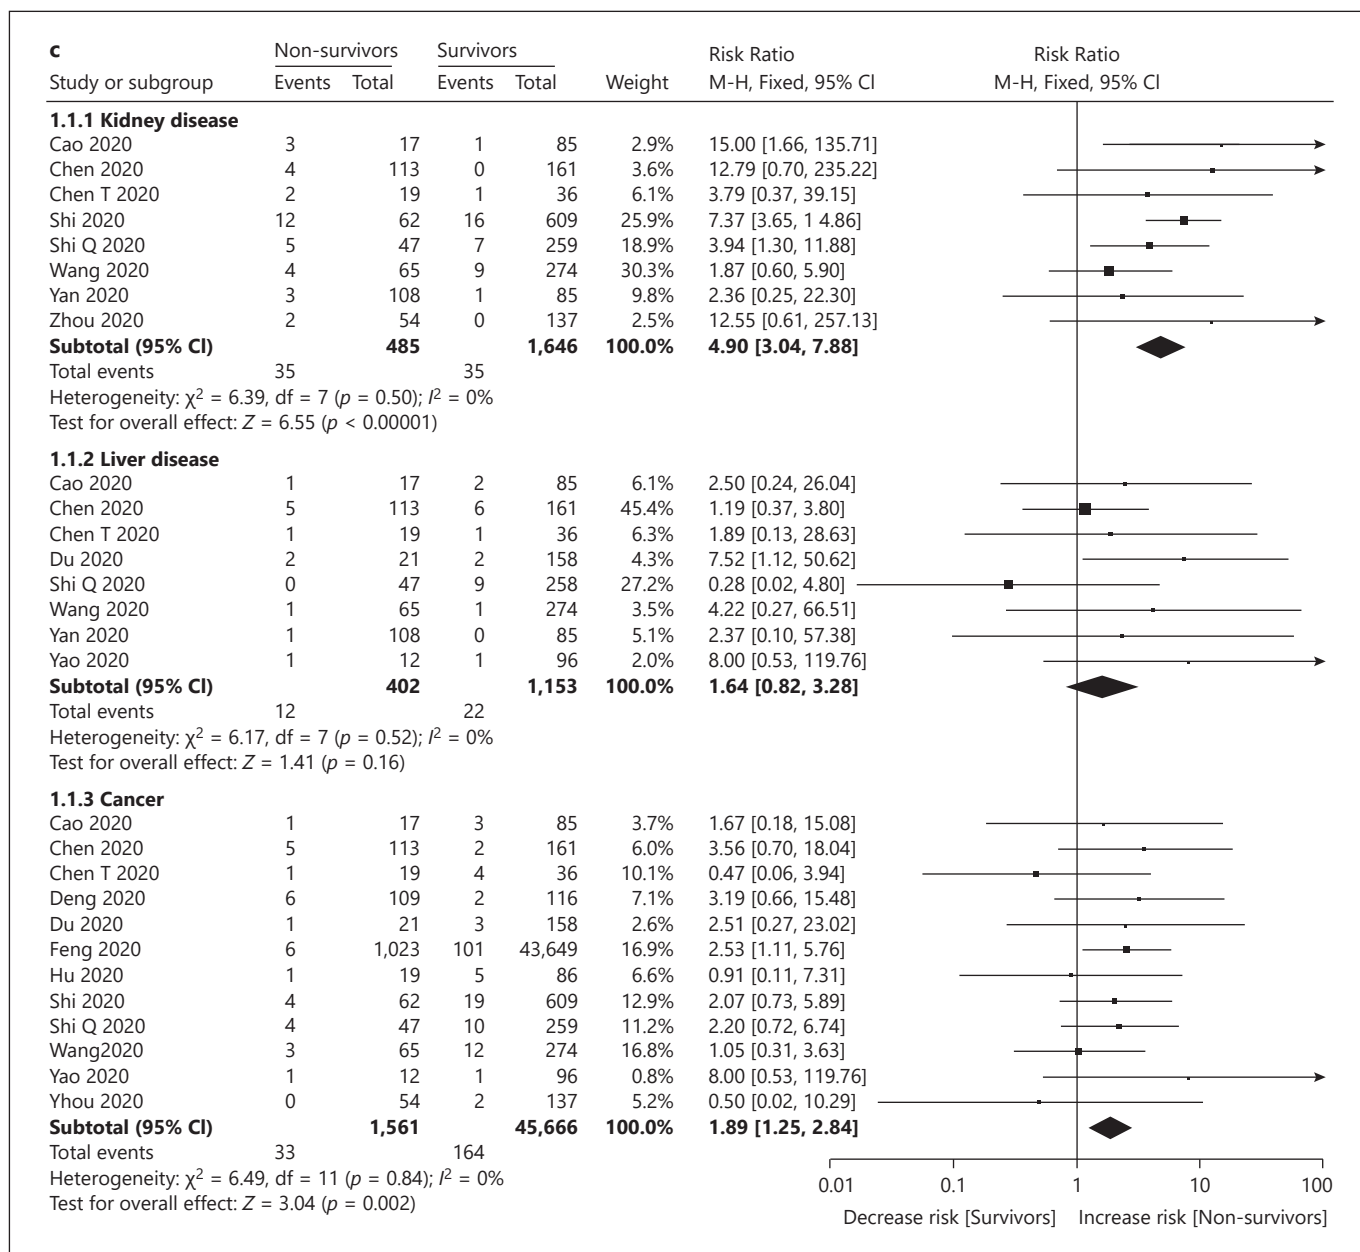 c Non-survivors Survivors Risk Ratio Risk Ratio
Study or subgroup Events Total Events Total Weight M-H, Fixed, 95% CI M-H, Fixed, 95% CI
1.1.1 Kidney disease
Cao 2020 3 17 1 85 2.9% 15.00 [1.66, 135.71]
Chen 2020 4 113 0 161 3.6% 12.79 [0.70, 235.22]
Chen T 2020 2 19 1 36 6.1% 3.79 [0.37, 39.15]
Shi 2020 12 62 16 609 25.9% 7.37 [3.65, 1 4.86]
Shi Q 2020 5 47 7 259 18.9% 3.94 [1.30, 11.88]
Wang 2020 4 65 9 274 30.3% 1.87 [0.60, 5.90]
Yan 2020 3 108 1 85 9.8% 2.36 [0.25, 22.30]
Zhou 2020 2 54 0 137 2.5% 12.55 [0.61, 257.13]
Subtotal (95% CI) 485 1,646 100.0% 4.90 [3.04, 7.88]
Total events 35 35
Heterogeneity: χ² = 6.39, df = 7 (p = 0.50); I² = 0%
Test for overall effect: Z = 6.55 (p < 0.00001)
1.1.2 Liver disease
Cao 2020 1 17 2 85 6.1% 2.50 [0.24, 26.04]
Chen 2020 5 113 6 161 45.4% 1.19 [0.37, 3.80]
Chen T 2020 1 19 1 36 6.3% 1.89 [0.13, 28.63]
Du 2020 2 21 2 158 4.3% 7.52 [1.12, 50.62]
Shi Q 2020 0 47 9 258 27.2% 0.28 [0.02, 4.80]
Wang 2020 1 65 1 274 3.5% 4.22 [0.27, 66.51]
Yan 2020 1 108 0 85 5.1% 2.37 [0.10, 57.38]
Yao 2020 1 12 1 96 2.0% 8.00 [0.53, 119.76]
Subtotal (95% CI) 402 1,153 100.0% 1.64 [0.82, 3.28]
Total events 12 22
Heterogeneity: χ² = 6.17, df = 7 (p = 0.52); I² = 0%
Test for overall effect: Z = 1.41 (p = 0.16)
1.1.3 Cancer
Cao 2020 1 17 3 85 3.7% 1.67 [0.18, 15.08]
Chen 2020 5 113 2 161 6.0% 3.56 [0.70, 18.04]
Chen T 2020 1 19 4 36 10.1% 0.47 [0.06, 3.94]
Deng 2020 6 109 2 116 7.1% 3.19 [0.66, 15.48]
Du 2020 1 21 3 158 2.6% 2.51 [0.27, 23.02]
Feng 2020 6 1,023 101 43,649 16.9% 2.53 [1.11, 5.76]
Hu 2020 1 19 5 86 6.6% 0.91 [0.11, 7.31]
Shi 2020 4 62 19 609 12.9% 2.07 [0.73, 5.89]
Shi Q 2020 4 47 10 259 11.2% 2.20 [0.72, 6.74]
Wang2020 3 65 12 274 16.8% 1.05 [0.31, 3.63]
Yao 2020 1 12 1 96 0.8% 8.00 [0.53, 119.76]
Yhou 2020 0 54 2 137 5.2% 0.50 [0.02, 10.29]
Subtotal (95% CI) 1,561 45,666 100.0% 1.89 [1.25, 2.84]
Total events 33 164
Heterogeneity: χ² = 6.49, df = 11 (p = 0.84); I² = 0%
Test for overall effect: Z = 3.04 (p = 0.002)
0.01 0.1 1 10 100
Decrease risk [Survivors] Increase risk [Non-survivors]